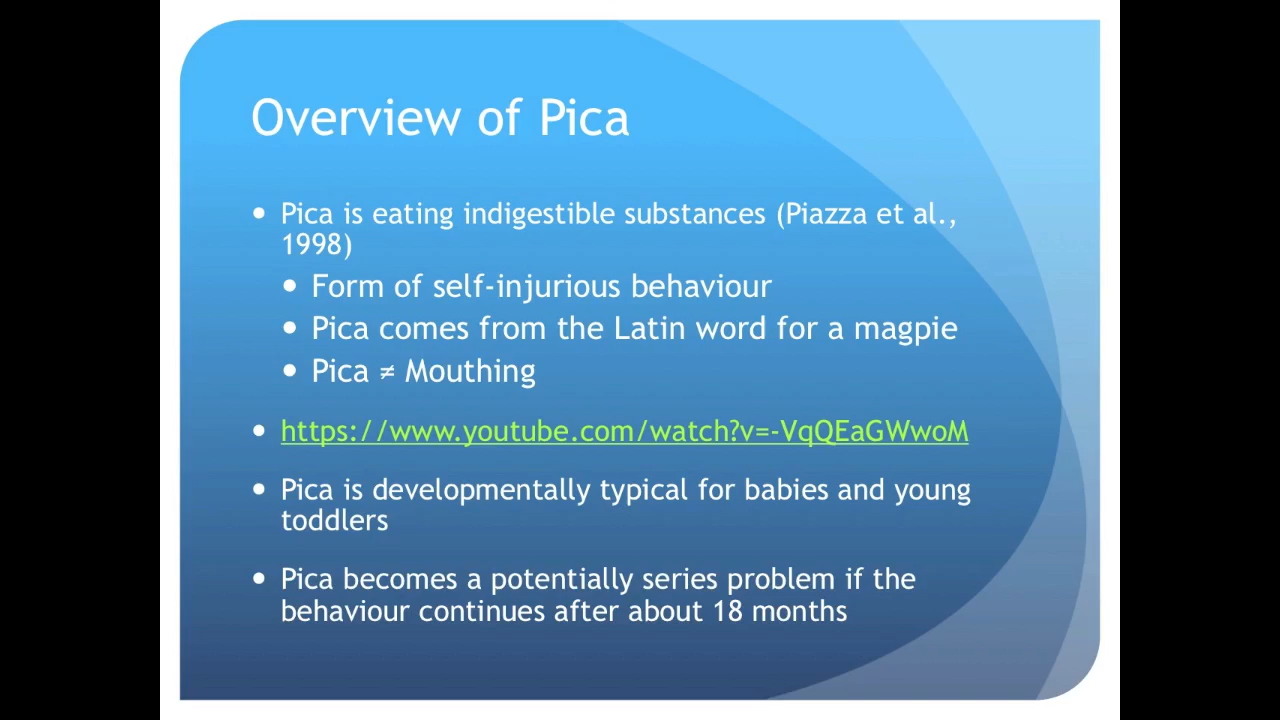 Overview of Pica
• Pica is eating indigestible substances (Piazza et al.,
1998)
• Form of self-injurious behaviour
• Pica comes from the Latin word for a magpie
• Pica ≠ Mouthing
• https://www.youtube.com/watch?v=-VqQEaGWwoM
• Pica is developmentally typical for babies and young
toddlers
• Pica becomes a potentially series problem if the
behaviour continues after about 18 months